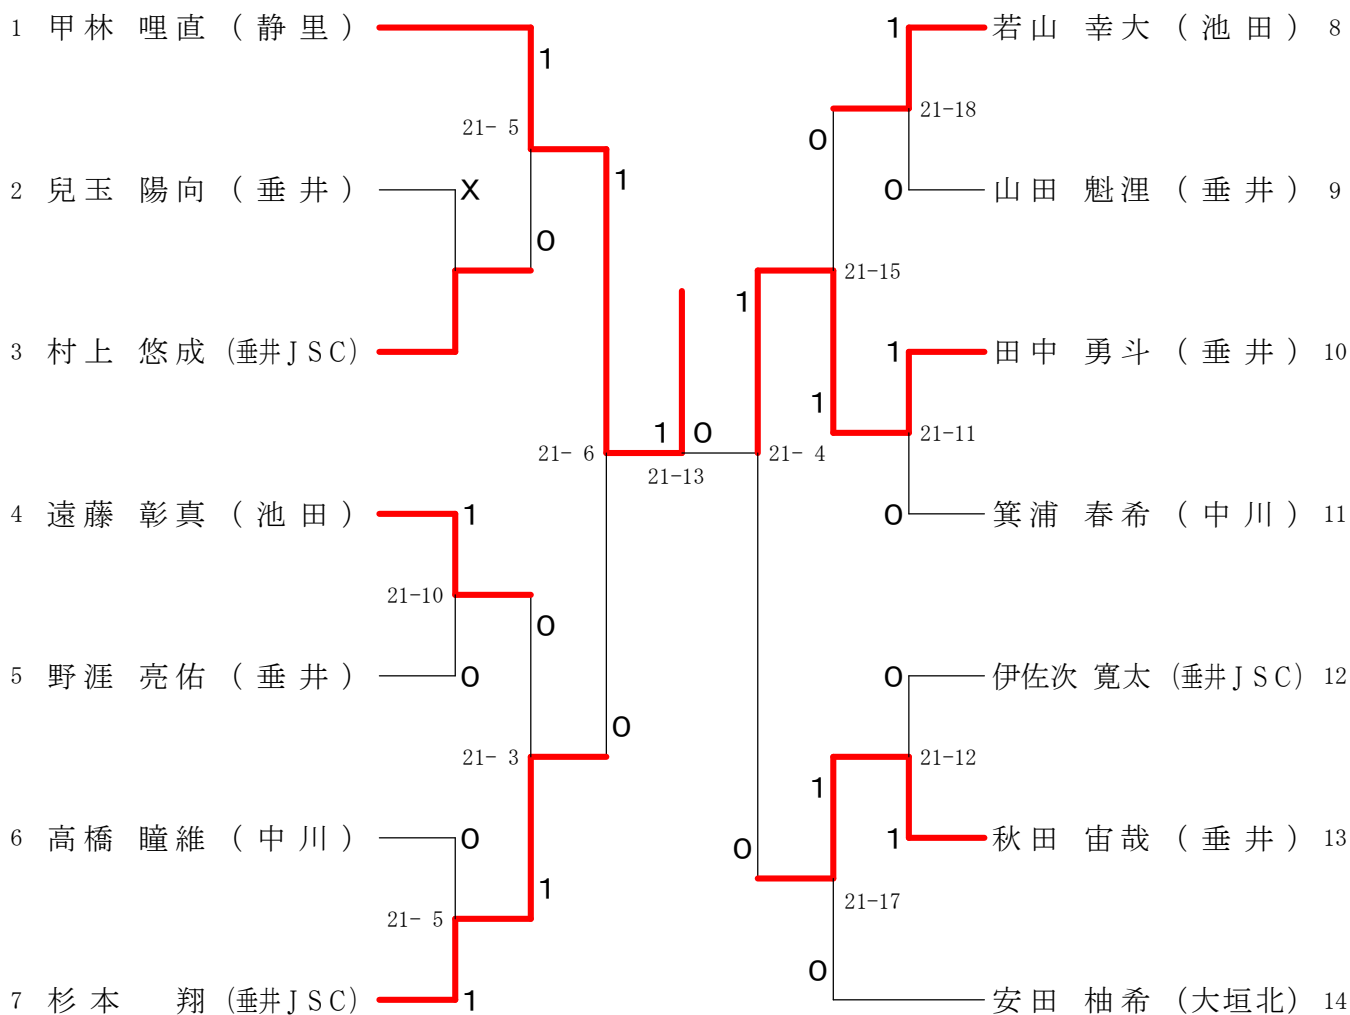 1 甲林 哩直 (静里) 1
21- 5
2 兒玉 陽向 (垂井) X
0
3 村上 悠成 (垂井JSC)
1
21- 6
4 遠藤 彰真 (池田) 1
21-10
0
5 野涯 亮佑 (垂井) 0
21- 3
0
6 高橋 瞳維 (中川) 0
21- 5
1
7 杉本 翔 (垂井JSC) 1
1 0
21-13
1 若山 幸大 (池田) 8
21-18
0
0 山田 魁浬 (垂井) 9
21-15
1
1 田中 勇斗 (垂井) 10
1
21-11
21- 4
0 箕浦 春希 (中川) 11
0 伊佐次 寛太 (垂井JSC) 12
21-12
1
1 秋田 宙哉 (垂井) 13
0
21-17
0
安田 柚希 (大垣北) 14